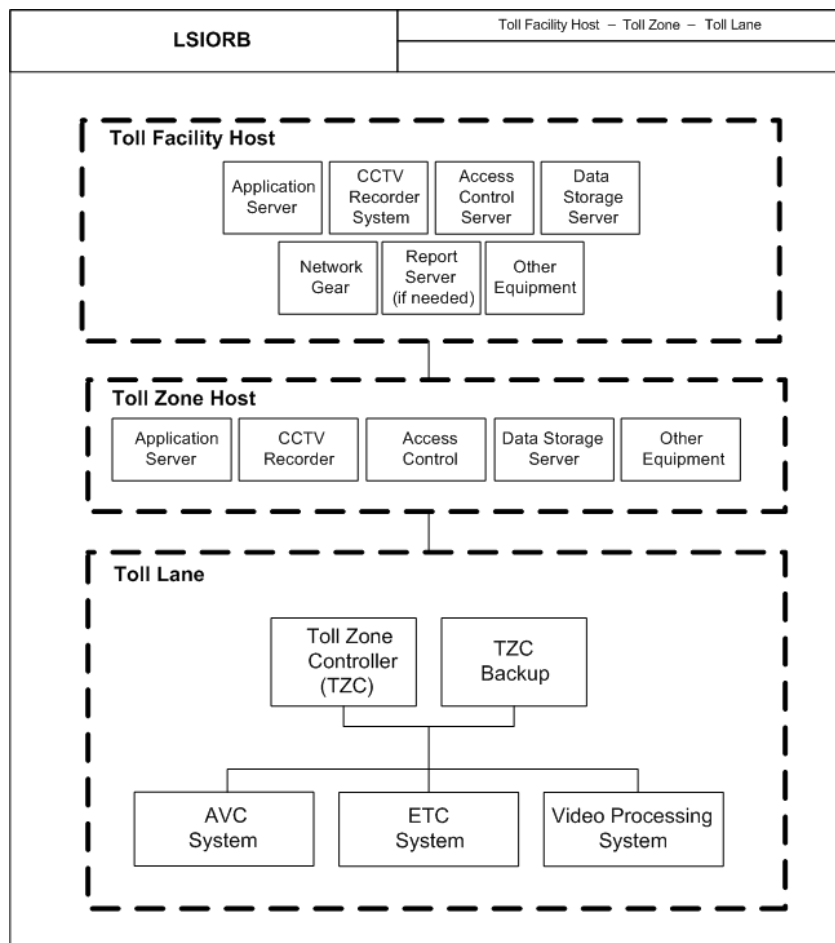 LSIORB
Toll Facility Host – Toll Zone – Toll Lane
Toll Facility Host
Application
Server
CCTV
Recorder
System
Access
Control
Server
Data
Storage
Server
Network
Gear
Report
Server
(if needed)
Other
Equipment
Toll Zone Host
Application
Server
CCTV
Recorder
Access
Control
Data Storage
Server
Other
Equipment
Toll Lane
Toll Zone
Controller
(TZC)
TZC
Backup
AVC
System
ETC
System
Video Processing
System